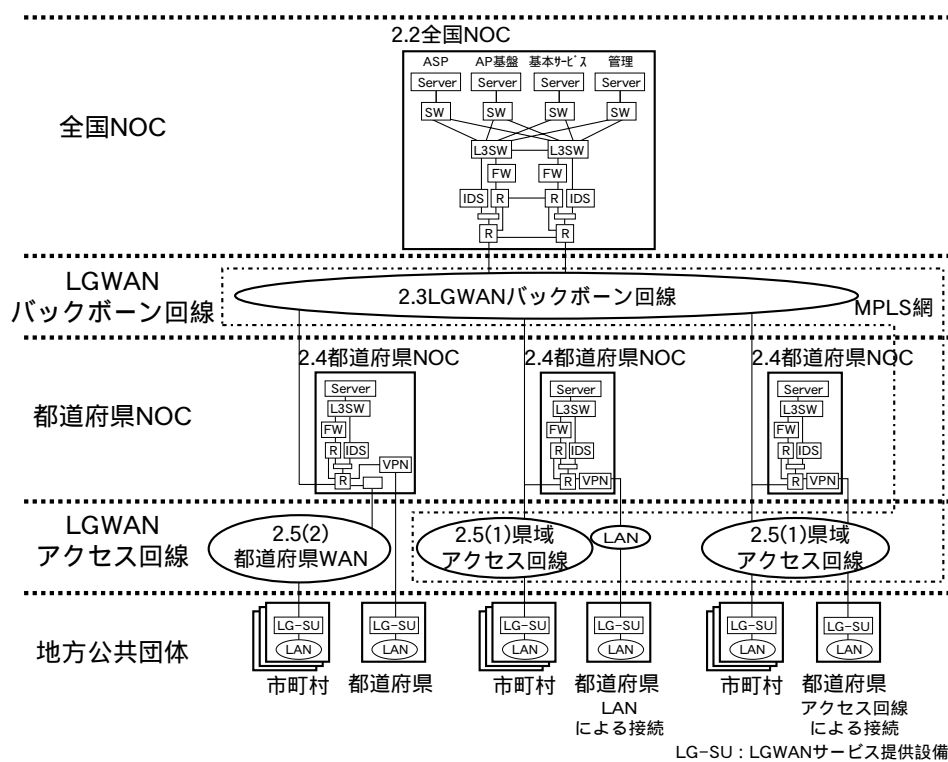 2.2全国NOC
ASP AP基盤 基本ｻｰﾋﾞｽ 管理
Server Server Server Server
SW SW SW SW
全国NOC
L3SW L3SW
FW FW
IDS R R IDS
R R
LGWAN
バックボーン回線
2.3LGWANバックボーン回線
MPLS網
2.4都道府県NOC 2.4都道府県NOC 2.4都道府県NOC
都道府県NOC
Server Server Server
L3SW L3SW L3SW
FW FW FW
R IDS R IDS R IDS
VPN
R R VPN R VPN
LGWAN
アクセス回線
2.5(2)
都道府県WAN
2.5(1)県域
アクセス回線
LAN
2.5(1)県域
アクセス回線
地方公共団体
LG-SU LG-SU LG-SU LG-SU LG-SU LG-SU
LAN LAN LAN LAN LAN LAN
市町村 都道府県 市町村 都道府県 市町村 都道府県
LAN
による接続
アクセス回線
による接続
LG-SU：LGWANサービス提供設備